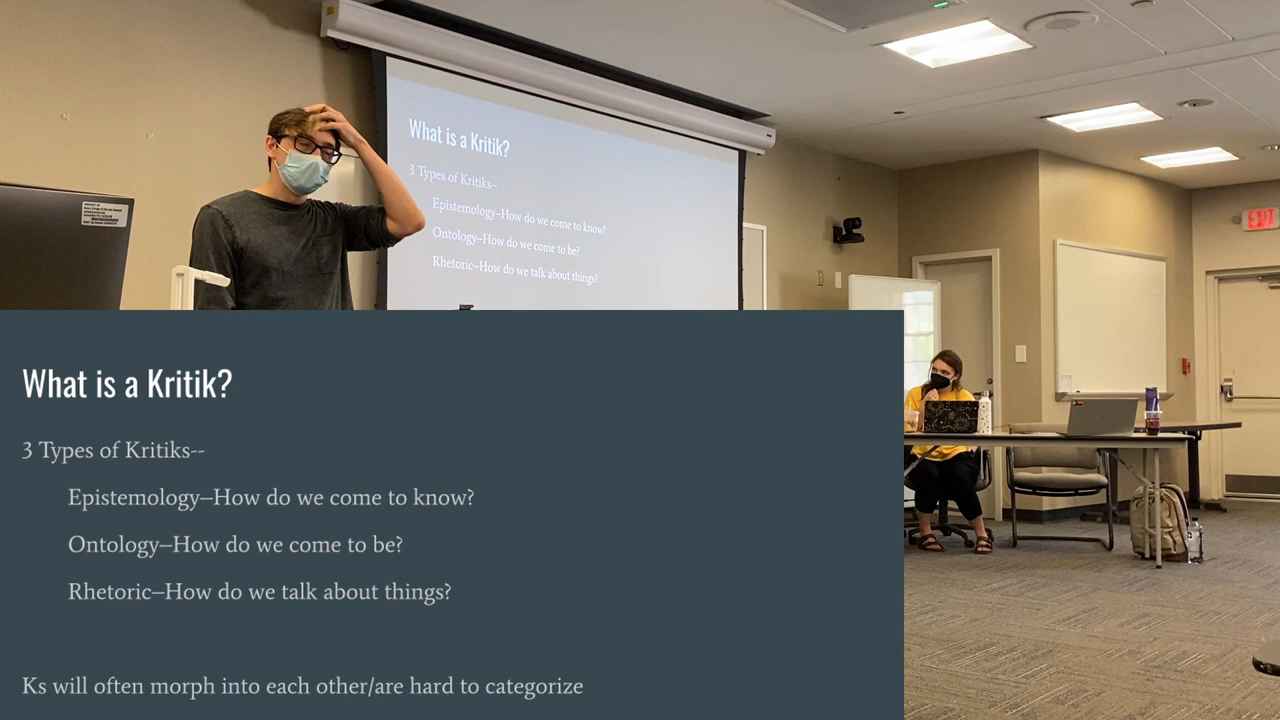 What is a Kritik?
3 Types of Kritiks--
Epistemology–How do we come to know?
Ontology–How do we come to be?
Rhetoric–How do we talk about things?
EXIT
What is a Kritik?
3 Types of Kritiks--
Epistemology–How do we come to know?
Ontology–How do we come to be?
Rhetoric–How do we talk about things?
Ks will often morph into each other/are hard to categorize